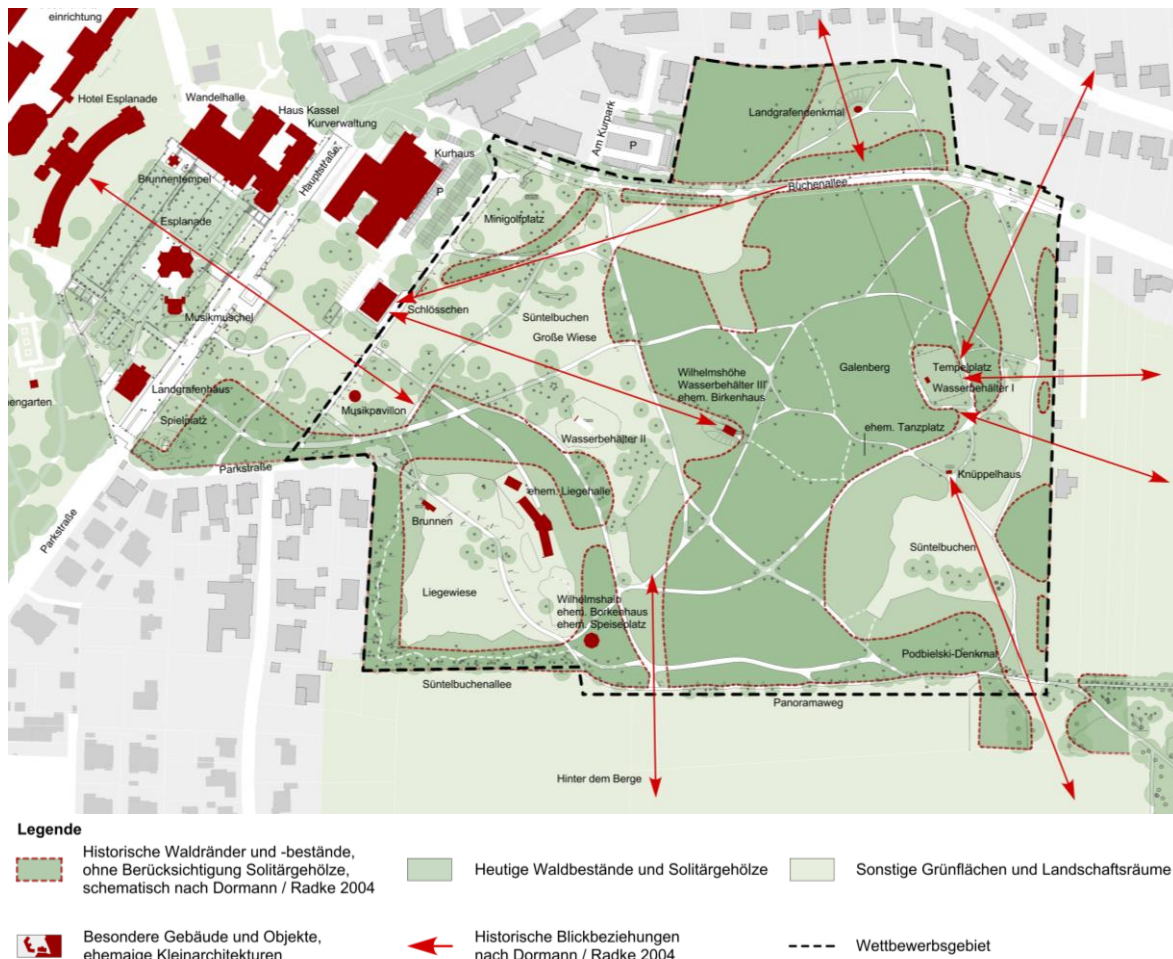 einrichtung
Hotel Esplanade
Wandelhalle
Haus Kassel
Kurverwaltung
Hauptstraße
Kurhaus
P
Am Kurpark
P
Landgrafendenkmal
Buchenallee
Brunnentempel
Esplanade
Minigolfplatz
Musikmuschel
Schlösschen
Süntelbuchen
Große Wiese
Landgrafenhaus
Spielplatz
engarten
Musikpavillon
Wilhelmshöhe
Wasserbehälter III
ehem. Birkenhaus
Galenberg
Tempelplatz
Wasserbehälter I
ehem. Tanzplatz
Wasserbehälter II
Parkstraße
Parkstraße
ehem. Liegehalle
Brunnen
Knüppelhaus
Süntelbuchen
Liegewiese
Wilhelmshain
ehem. Borkenhaus
ehem. Speiseplatz
Podbielski-Denkmal
Süntelbuchenallee
Panoramaweg
Hinter dem Berge
Legende
Historische Waldränder und -bestände,
ohne Berücksichtigung Solitärgehölze,
schematisch nach Dormann / Radke 2004
Heutige Waldbestände und Solitärgehölze
Sonstige Grünflächen und Landschaftsräume
Besondere Gebäude und Objekte,
ehemaige Kleinarchitekturen
Historische Blickbeziehungen
nach Dormann / Radke 2004
Wettbewerbsgebiet